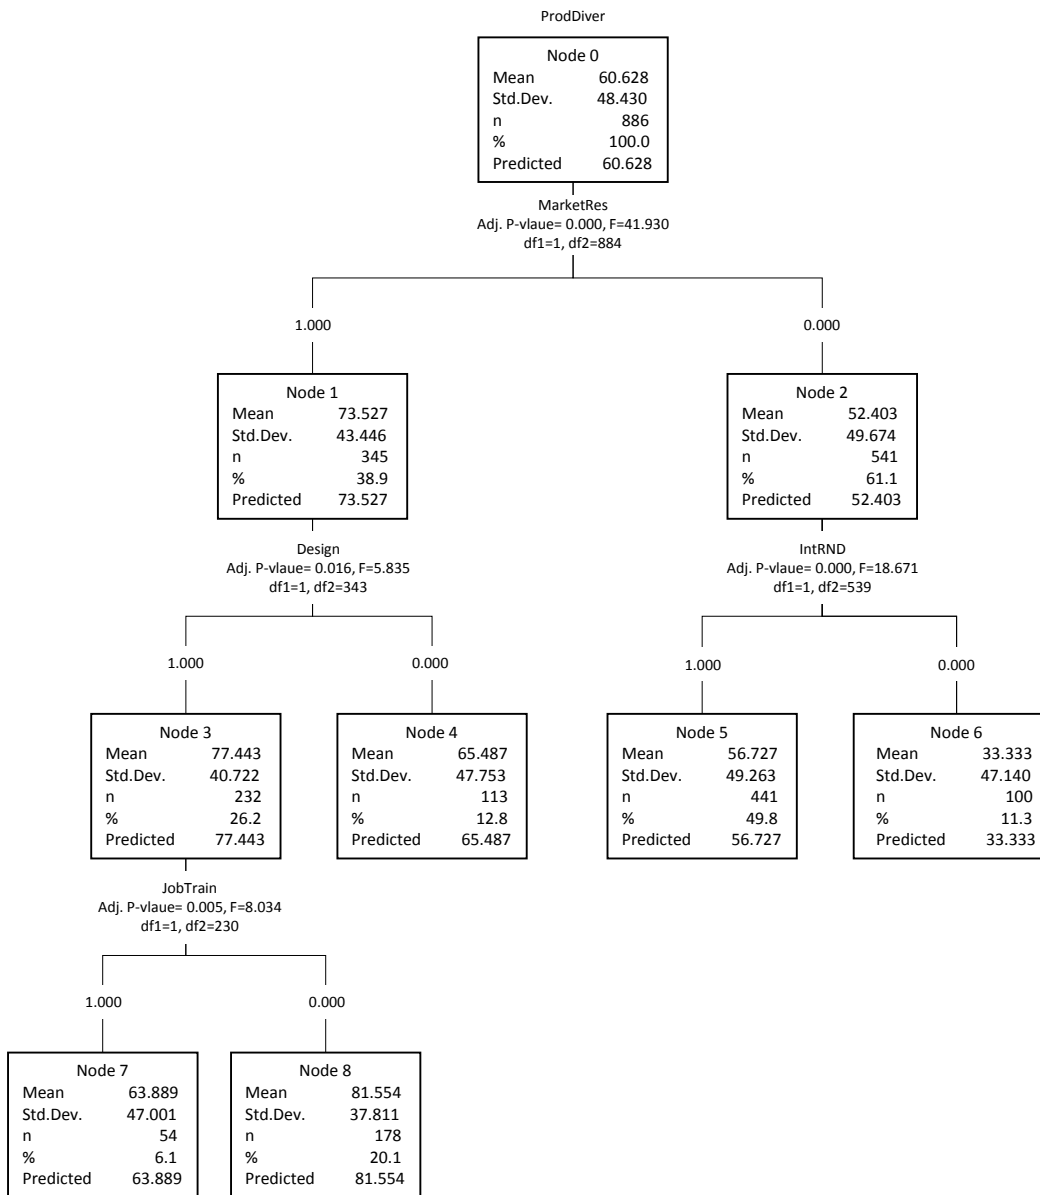 ProdDiver
Node 0
Mean 60.628
Std.Dev. 48.430
n 886
% 100.0
Predicted 60.628
MarketRes
Adj. P-vlaue= 0.000, F=41.930
df1=1, df2=884
1.000
0.000
Node 1
Mean 73.527
Std.Dev. 43.446
n 345
% 38.9
Predicted 73.527
Node 2
Mean 52.403
Std.Dev. 49.674
n 541
% 61.1
Predicted 52.403
Design
Adj. P-vlaue= 0.016, F=5.835
df1=1, df2=343
IntRND
Adj. P-vlaue= 0.000, F=18.671
df1=1, df2=539
1.000
0.000
1.000
0.000
Node 3
Mean 77.443
Std.Dev. 40.722
n 232
% 26.2
Predicted 77.443
Node 4
Mean 65.487
Std.Dev. 47.753
n 113
% 12.8
Predicted 65.487
Node 5
Mean 56.727
Std.Dev. 49.263
n 441
% 49.8
Predicted 56.727
Node 6
Mean 33.333
Std.Dev. 47.140
n 100
% 11.3
Predicted 33.333
JobTrain
Adj. P-vlaue= 0.005, F=8.034
df1=1, df2=230
1.000
0.000
Node 7
Mean 63.889
Std.Dev. 47.001
n 54
% 6.1
Predicted 63.889
Node 8
Mean 81.554
Std.Dev. 37.811
n 178
% 20.1
Predicted 81.554